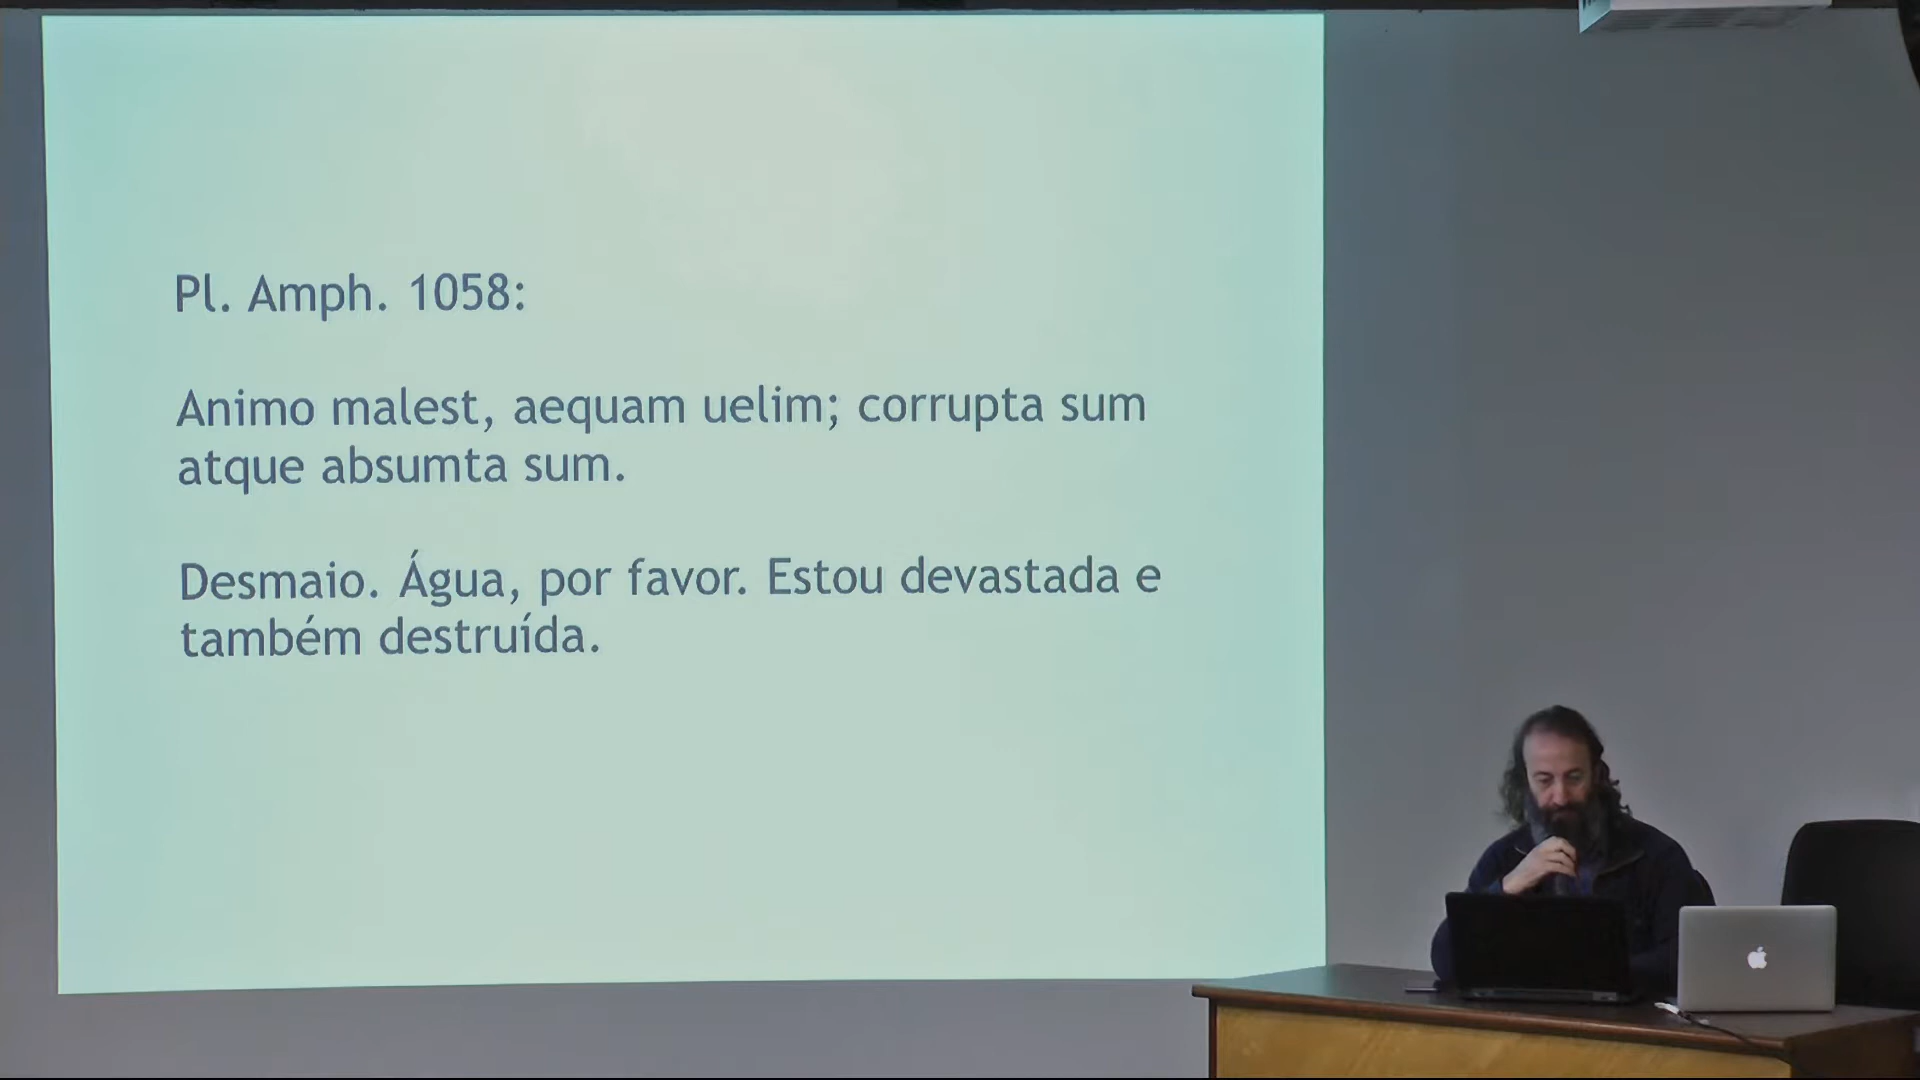 Pl. Amph. 1058:
Animo malest, aequam uelim; corrupta sum
atque absumta sum.
Desmaio. Água, por favor. Estou devastada e
também destruída.